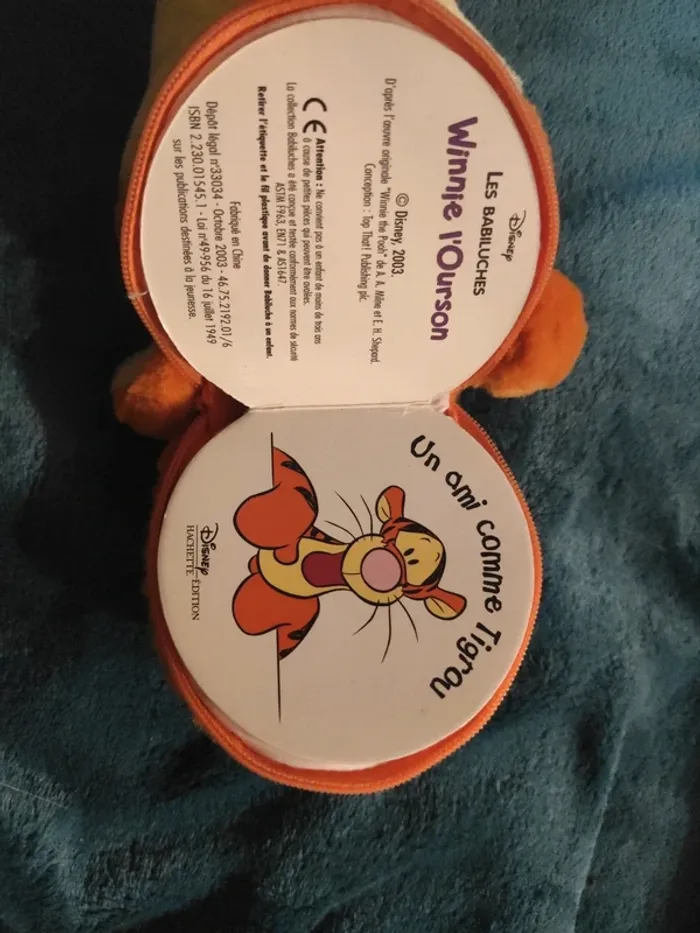 Disney
LES BABILUCHES
Winnie l'Ourson
© Disney, 2003.
D'après l'œuvre originale "Winnie the Pooh" de A. A. Milne et E. H. Shepard.
Conception : Top That! Publishing plc.
CE Attention : Ne convient pas à un enfant de moins de trois ans
à cause de petites pièces qui peuvent être avalées.
La collection Babiluches a été conçue et testée conformément aux normes de sécurité
ASTM F963, EN71 & AS1647.
Retirer l'étiquette et le fil plastique avant de donner Babiluche à un enfant.
Fabriqué en Chine
Dépôt légal n°33034 - Octobre 2003 - 46.75.2192.01/6
ISBN 2.230.01545.1 - Loi n°49-956 du 16 juillet 1949
sur les publications destinées à la jeunesse.
Un ami comme Tigrou
Disney
HACHETTE-ÉDITION